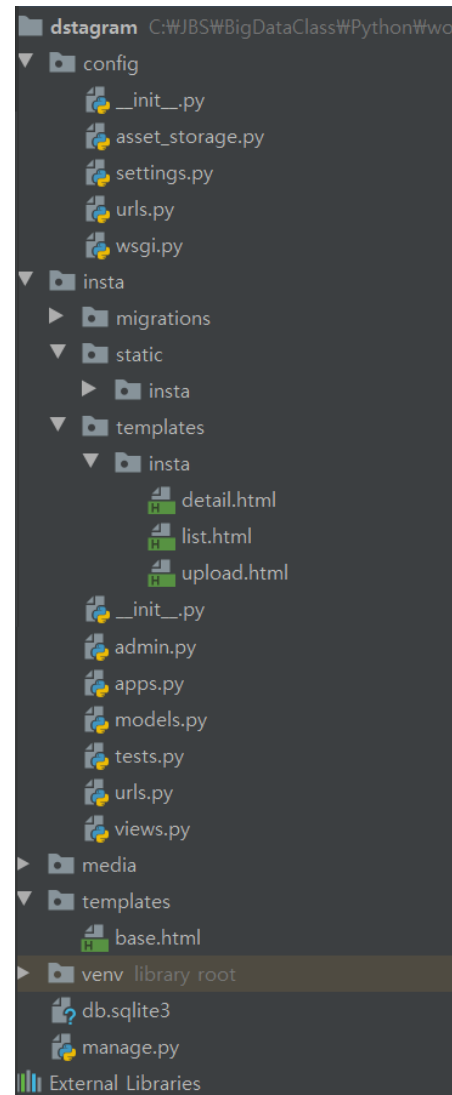 dstagram C:₩JBS₩BigDataClass₩Python₩wo
config
__init__.py
asset_storage.py
settings.py
urls.py
wsgi.py
insta
migrations
static
insta
templates
insta
detail.html
list.html
upload.html
__init__.py
admin.py
apps.py
models.py
tests.py
urls.py
views.py
media
templates
base.html
venv library root
db.sqlite3
manage.py
External Libraries